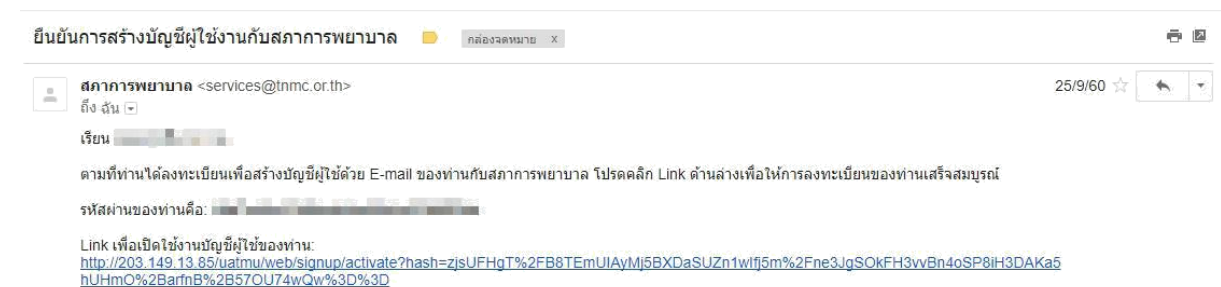 ยืนยันการสร้างบัญชีผู้ใช้งานกับสภาการพยาบาล กล่องจดหมาย x
สภาการพยาบาล <services@tnmc.or.th> 25/9/60
ถึง ฉัน
เรียน
ตามที่ท่านได้ลงทะเบียนเพื่อสร้างบัญชีผู้ใช้ด้วย E-mail ของท่านกับสภาการพยาบาล โปรดคลิก Link ด้านล่างเพื่อให้การลงทะเบียนของท่านเสร็จสมบูรณ์
รหัสผ่านของท่านคือ:
Link เพื่อเปิดใช้งานบัญชีผู้ใช้ของท่าน:
http://203.149.13.85/uatmu/web/signup/activate?hash=zjsUFHgT%2FB8TEmUIAyMj5BXDaSUZn1wIfj5m%2Fne3JgSOkFH3vvBn4oSP8iH3DAKa5
hUHmO%2BarfnB%2B57OU74wQw%3D%3D